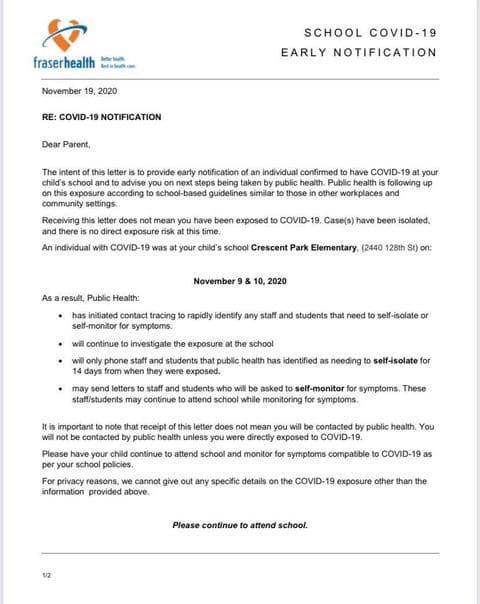 SCHOOL COVID-19
EARLY NOTIFICATION
fraserhealth
Better health.
Best in health care.
November 19, 2020
RE: COVID-19 NOTIFICATION
Dear Parent,
The intent of this letter is to provide early notification of an individual confirmed to have COVID-19 at your
child's school and to advise you on next steps being taken by public health. Public health is following up
on this exposure according to school-based guidelines similar to those in other workplaces and
community settings.
Receiving this letter does not mean you have been exposed to COVID-19. Case(s) have been isolated,
and there is no direct exposure risk at this time.
An individual with COVID-19 was at your child's school Crescent Park Elementary, (2440 128th St) on:
November 9 & 10, 2020
As a result, Public Health:
• has initiated contact tracing to rapidly identify any staff and students that need to self-isolate or
self-monitor for symptoms.
• will continue to investigate the exposure at the school
• will only phone staff and students that public health has identified as needing to self-isolate for
14 days from when they were exposed.
• may send letters to staff and students who will be asked to self-monitor for symptoms. These
staff/students may continue to attend school while monitoring for symptoms.
It is important to note that receipt of this letter does not mean you will be contacted by public health. You
will not be contacted by public health unless you were directly exposed to COVID-19.
Please have your child continue to attend school and monitor for symptoms compatible to COVID-19 as
per your school policies.
For privacy reasons, we cannot give out any specific details on the COVID-19 exposure other than the
information provided above.
Please continue to attend school.
1/2